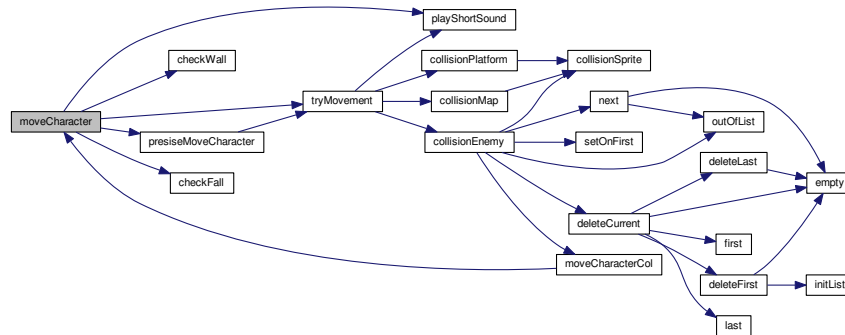 moveCharacter
checkWall
presiseMoveCharacter
checkFall
tryMovement
playShortSound
collisionPlatform
collisionMap
collisionEnemy
collisionSprite
next
setOnFirst
deleteCurrent
moveCharacterCol
outOfList
deleteLast
first
deleteFirst
last
empty
initList